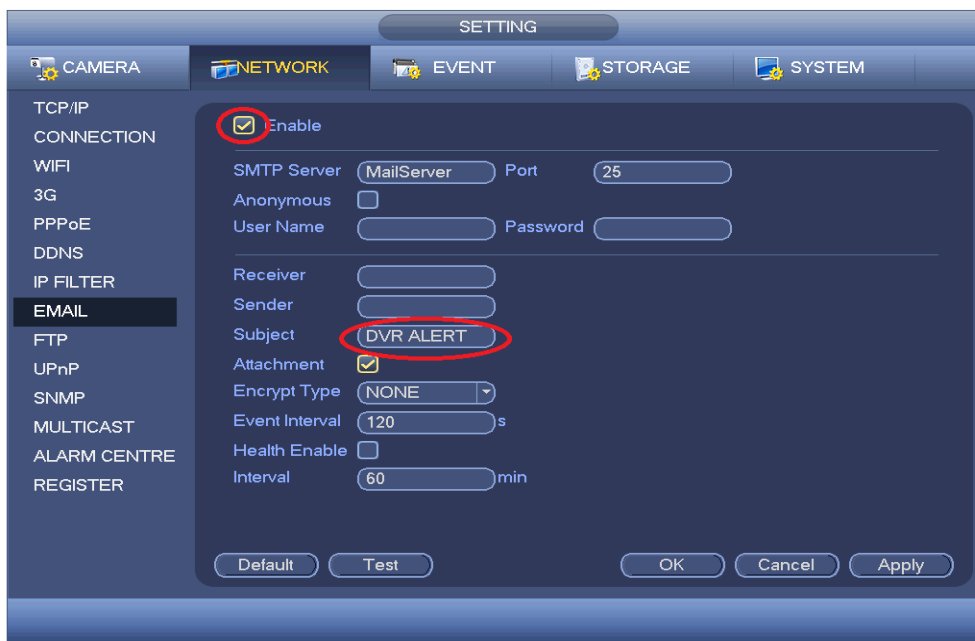 SETTING
CAMERA NETWORK EVENT STORAGE SYSTEM
TCP/IP
CONNECTION
WIFI
3G
PPPoE
DDNS
IP FILTER
EMAIL
FTP
UPnP
SNMP
MULTICAST
ALARM CENTRE
REGISTER
Enable
SMTP Server MailServer Port 25
Anonymous
User Name Password
Receiver
Sender
Subject DVR ALERT
Attachment
Encrypt Type NONE
Event Interval 120 s
Health Enable
Interval 60 min
Default Test OK Cancel Apply